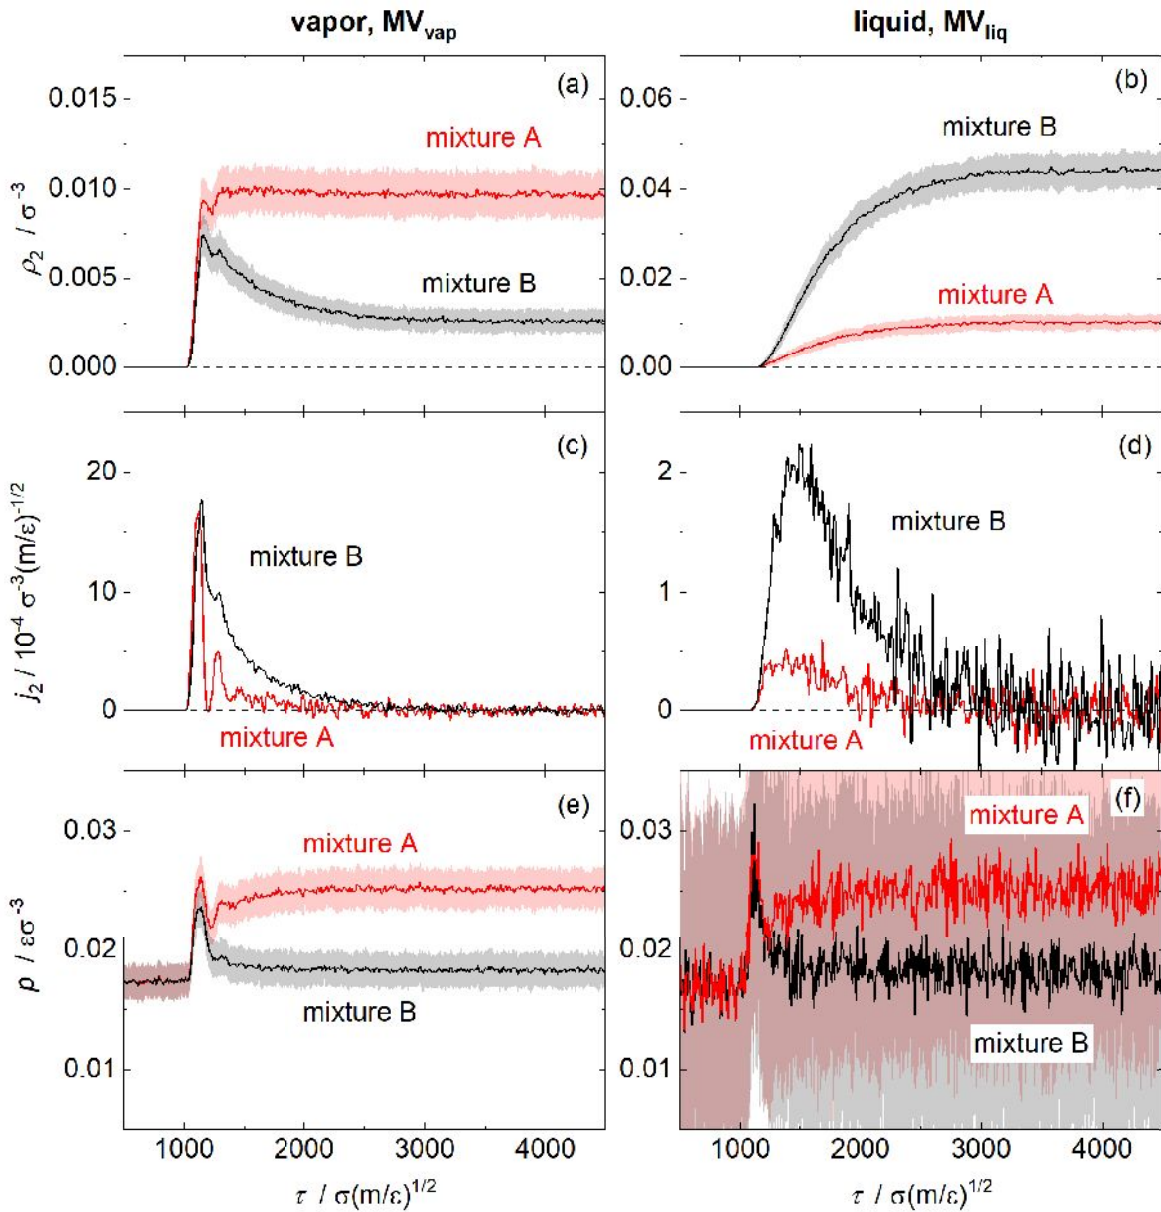 vapor, MVvap
liquid, MVliq
(a)
0.015
0.010
0.005
0.000
ρ2 / σ-3
mixture A
mixture B
(b)
0.06
0.04
0.02
0.00
mixture B
mixture A
(c)
20
10
0
j2 / 10-4 σ-3(m/ε)-1/2
mixture B
mixture A
(d)
2
1
0
mixture B
mixture A
(e)
0.03
0.02
0.01
p / εσ-3
mixture A
mixture B
1000 2000 3000 4000
τ / σ(m/ε)1/2
(f)
0.03
0.02
0.01
mixture A
mixture B
1000 2000 3000 4000
τ / σ(m/ε)1/2